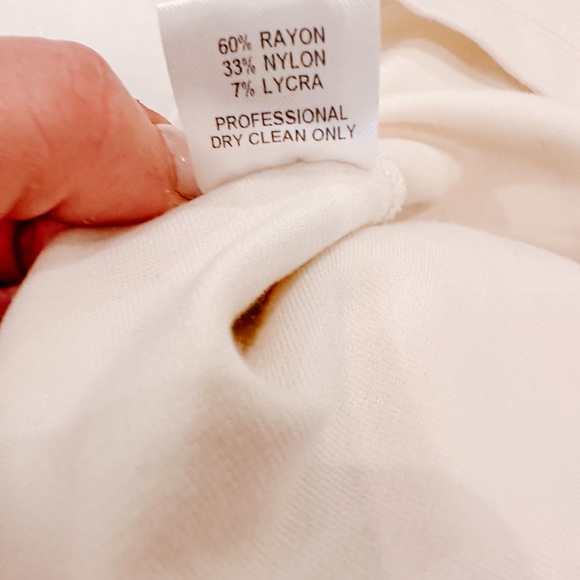 60% RAYON
33% NYLON
7% LYCRA
PROFESSIONAL
DRY CLEAN ONLY